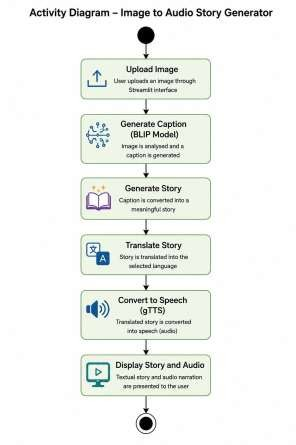 Activity Diagram – Image to Audio Story Generator
Upload Image
User uploads an image through
Streamlit interface
Generate Caption
(BLIP Model)
Image is analysed and a
caption is generated
Generate Story
Caption is converted into a
meaningful story
Translate Story
Story is translated into the
selected language
文
A
Convert to Speech
(gTTS)
Translated story is converted
into speech (audio)
Display Story and Audio
Textual story and audio narration
are presented to the user